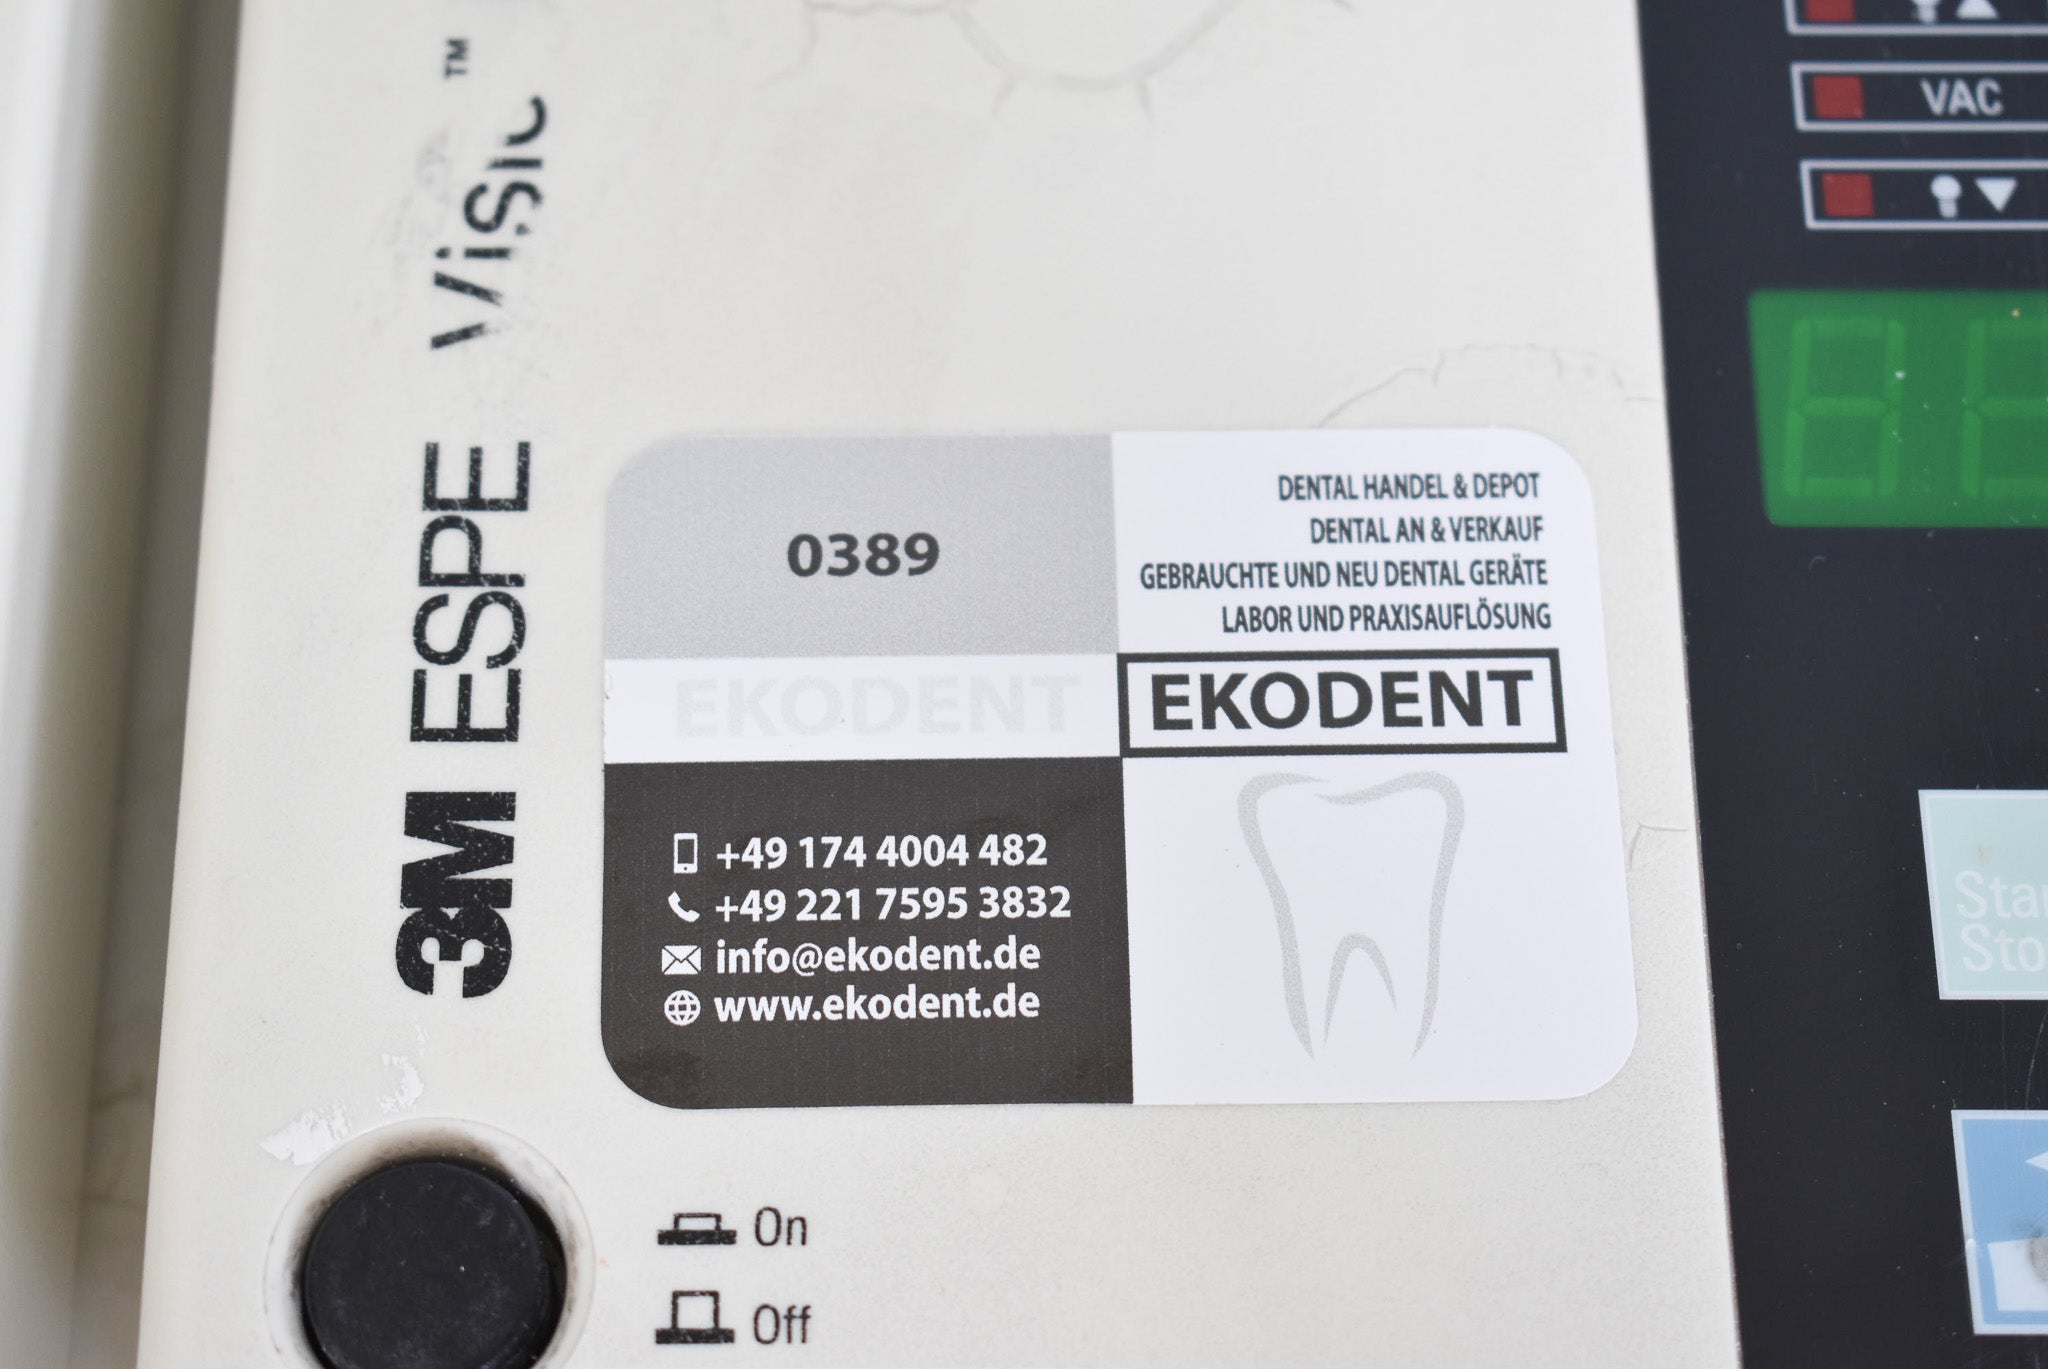 3M ESPE Visio™
VAC
0389
DENTAL HANDEL & DEPOT
DENTAL AN & VERKAUF
GEBRAUCHTE UND NEU DENTAL GERÄTE
LABOR UND PRAXISAUFLÖSUNG
EKODENT
EKODENT
+49 174 4004 482
+49 221 7595 3832
info@ekodent.de
www.ekodent.de
On
Off